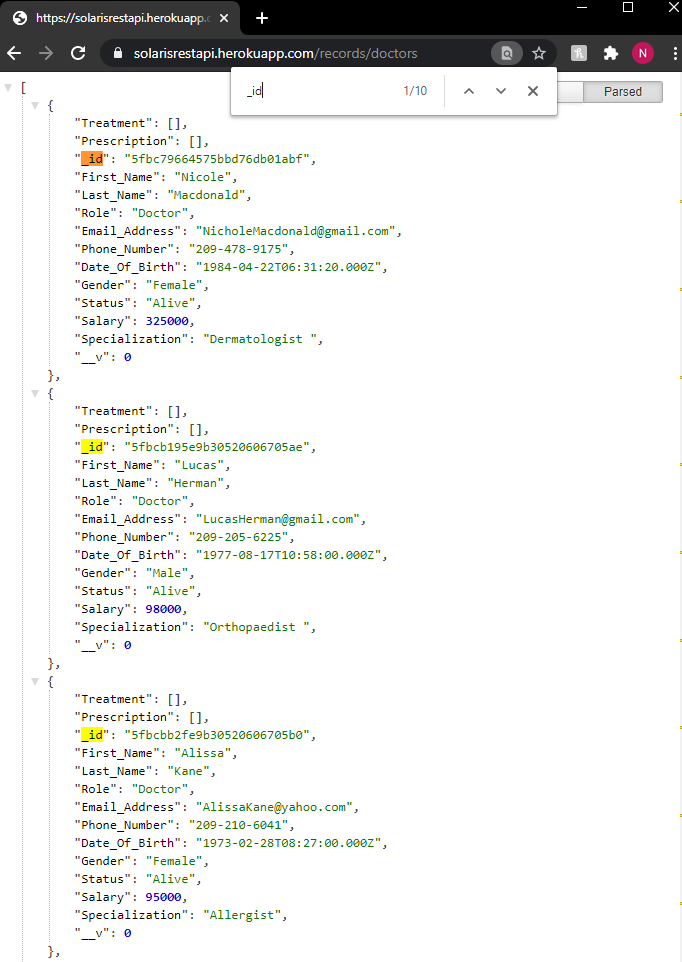 https://solarisrestapi.herokuapp.c
solarisrestapi.herokuapp.com/records/doctors
N
_id 1/10
Parsed
[
{
"Treatment": [],
"Prescription": [],
"_id": "5fbc79664575bbd76db01abf",
"First_Name": "Nicole",
"Last_Name": "Macdonald",
"Role": "Doctor",
"Email_Address": "NicholeMacdonald@gmail.com",
"Phone_Number": "209-478-9175",
"Date_Of_Birth": "1984-04-22T06:31:20.000Z",
"Gender": "Female",
"Status": "Alive",
"Salary": 325000,
"Specialization": "Dermatologist ",
"__v": 0
},
{
"Treatment": [],
"Prescription": [],
"_id": "5fbcb195e9b30520606705ae",
"First_Name": "Lucas",
"Last_Name": "Herman",
"Role": "Doctor",
"Email_Address": "LucasHerman@gmail.com",
"Phone_Number": "209-205-6225",
"Date_Of_Birth": "1977-08-17T10:58:00.000Z",
"Gender": "Male",
"Status": "Alive",
"Salary": 98000,
"Specialization": "Orthopaedist ",
"__v": 0
},
{
"Treatment": [],
"Prescription": [],
"_id": "5fbcbb2fe9b30520606705b0",
"First_Name": "Alissa",
"Last_Name": "Kane",
"Role": "Doctor",
"Email_Address": "AlissaKane@yahoo.com",
"Phone_Number": "209-210-6041",
"Date_Of_Birth": "1973-02-28T08:27:00.000Z",
"Gender": "Female",
"Status": "Alive",
"Salary": 95000,
"Specialization": "Allergist",
"__v": 0
},